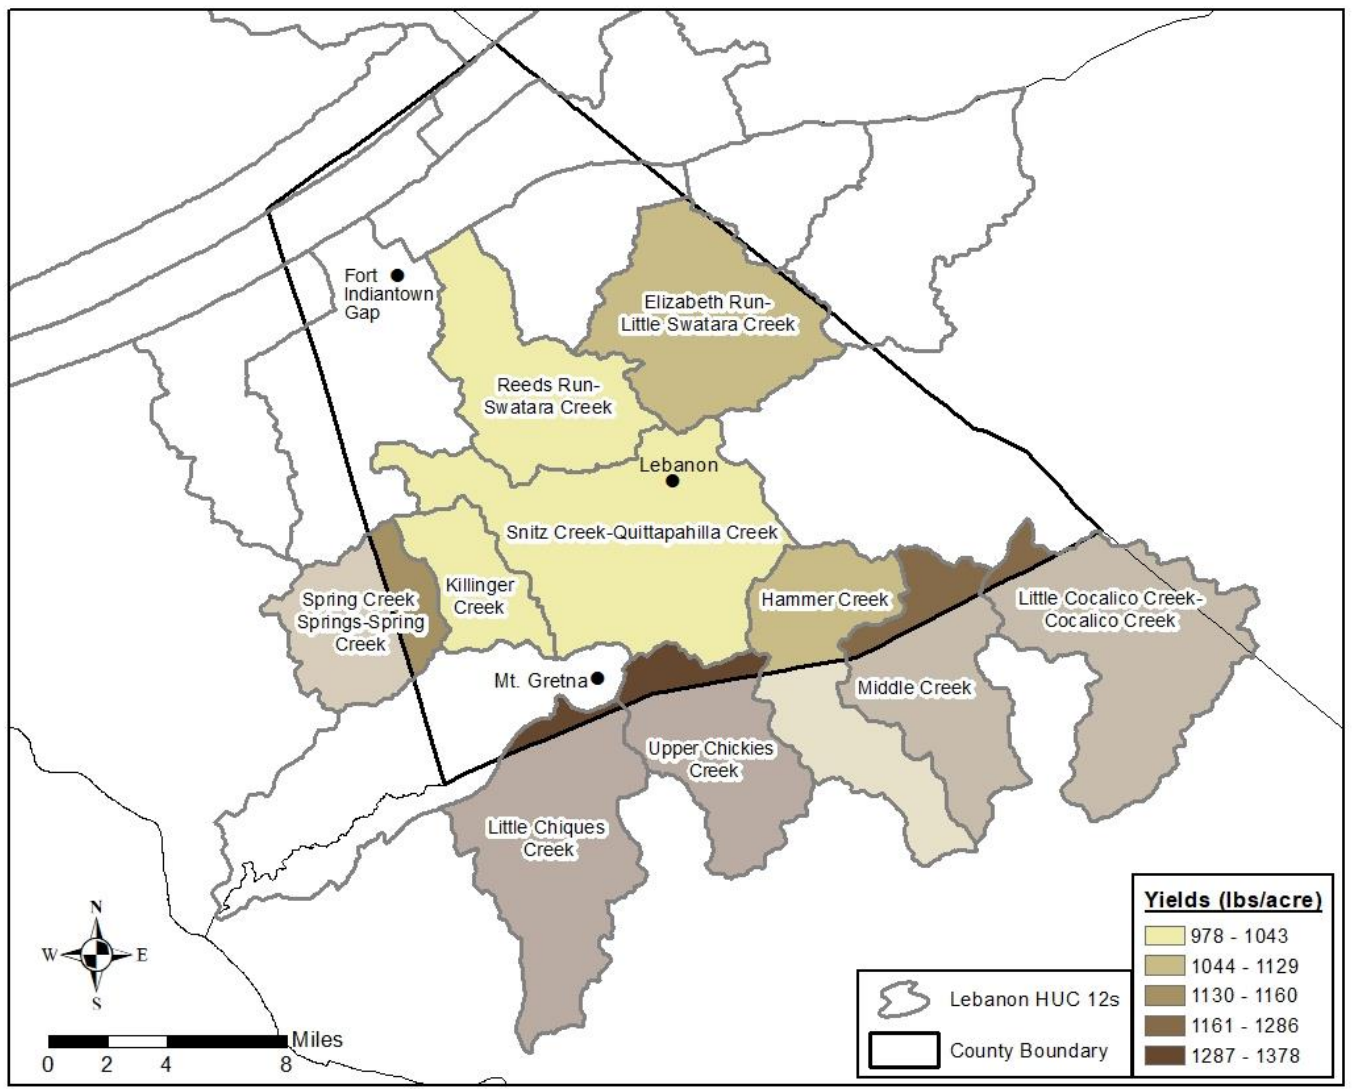 Fort
Indiantown
Gap
Elizabeth Run-
Little Swatara Creek
Reeds Run-
Swatara Creek
Lebanon
Snitz Creek-Quittapahilla Creek
Killinger
Creek
Spring Creek
Springs-Spring
Creek
Hammer Creek
Little Cocalico Creek-
Cocalico Creek
Mt. Gretna
Middle Creek
Upper Chickies
Creek
Little Chiques
Creek
N
W
E
S
Miles
0 2 4 8
Lebanon HUC 12s
County Boundary
Yields (lbs/acre)
978 - 1043
1044 - 1129
1130 - 1160
1161 - 1286
1287 - 1378